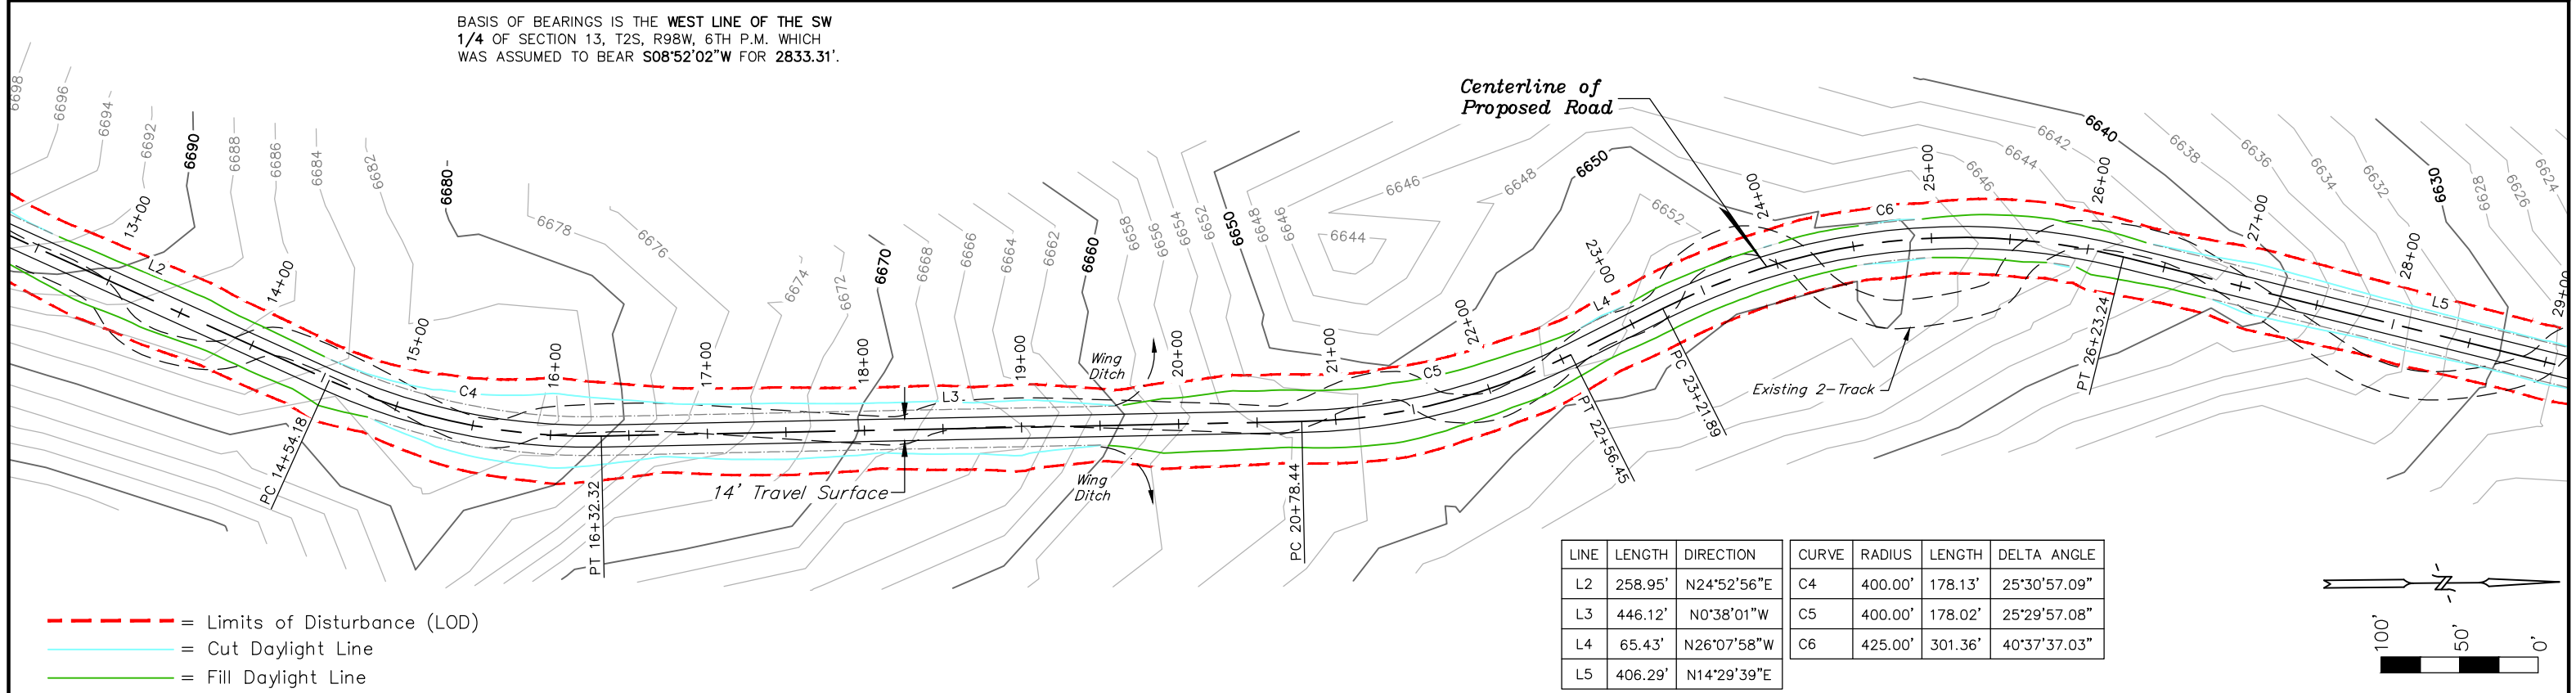 BASIS OF BEARINGS IS THE WEST LINE OF THE SW
1/4 OF SECTION 13, T2S, R98W, 6TH P.M. WHICH
WAS ASSUMED TO BEAR S08°52'02"W FOR 2833.31'.
Centerline of
Proposed Road
6698
6696
6694
6692
6690
6688
6686
6684
6682
6680
6678
6676
6674
6672
6670
6668
6666
6664
6662
6660
6658
6656
6654
6652
6650
6648
6646
6644
6646
6648
6650
6652
6642
6644
6646
6640
6638
6636
6634
6632
6630
6628
6626
6624
13+00
14+00
15+00
16+00
17+00
18+00
19+00
20+00
21+00
22+00
23+00
24+00
25+00
26+00
27+00
28+00
29+00
L2
C4
L3
C5
L4
C6
L5
Wing
Ditch
Wing
Ditch
14' Travel Surface
Existing 2-Track
PC 14+54.18
PT 16+32.32
PC 20+78.44
PT 22+56.45
PC 23+21.89
PT 26+23.24
LINE LENGTH DIRECTION
L2 258.95' N24°52'56"E
L3 446.12' N0°38'01"W
L4 65.43' N26°07'58"W
L5 406.29' N14°29'39"E
CURVE RADIUS LENGTH DELTA ANGLE
C4 400.00' 178.13' 25°30'57.09"
C5 400.00' 178.02' 25°29'57.08"
C6 425.00' 301.36' 40°37'37.03"
= Limits of Disturbance (LOD)
= Cut Daylight Line
= Fill Daylight Line
Z
100'
50'
0'